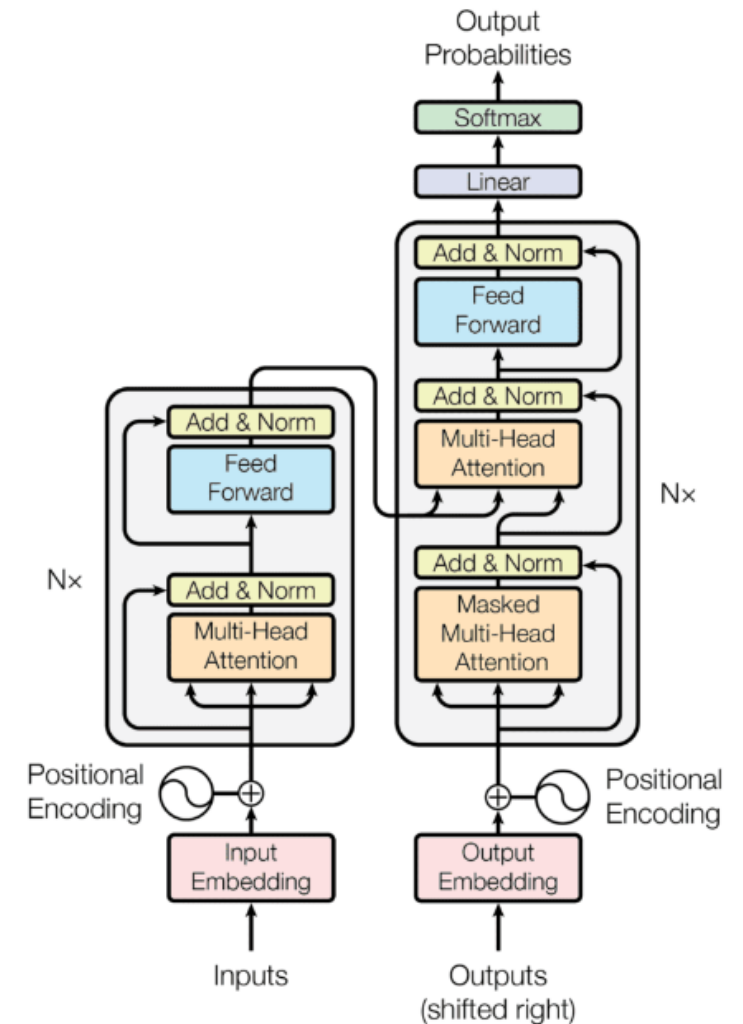 Output
Probabilities
Softmax
Linear
Add & Norm
Feed
Forward
Add & Norm
Multi-Head
Attention
Nx
Add & Norm
Masked
Multi-Head
Attention
Add & Norm
Feed
Forward
Nx
Add & Norm
Multi-Head
Attention
Positional
Encoding
Positional
Encoding
Input
Embedding
Output
Embedding
Inputs
Outputs
(shifted right)